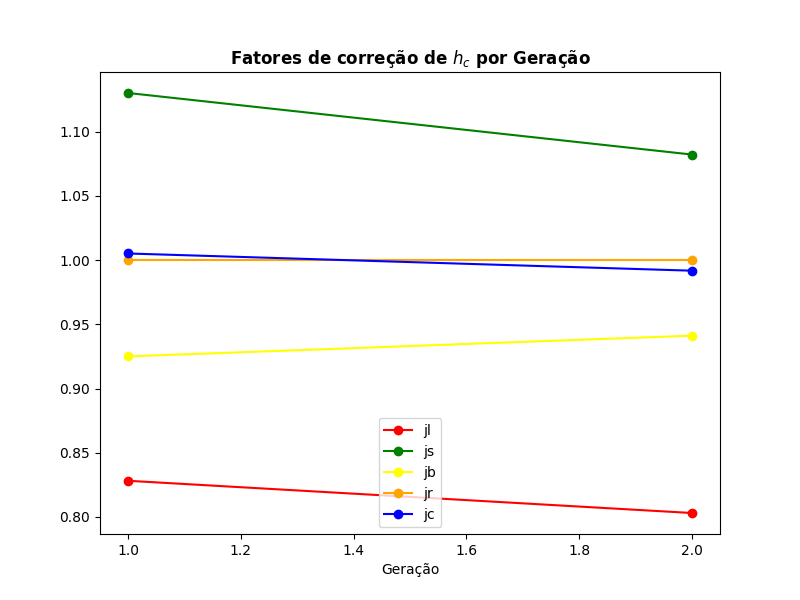 Fatores de correção de h_c por Geração
1.10
1.05
1.00
0.95
0.90
0.85
0.80
jl
js
jb
jr
jc
1.0 1.2 1.4 1.6 1.8 2.0
Geração